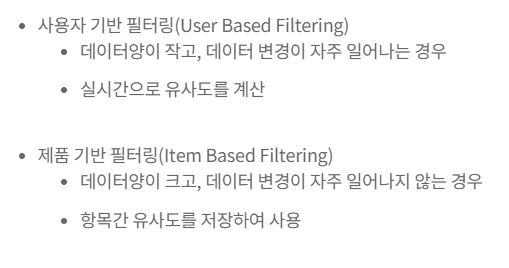 • 사용자 기반 필터링(User Based Filtering)
• 데이터양이 작고, 데이터 변경이 자주 일어나는 경우
• 실시간으로 유사도를 계산
• 제품 기반 필터링(Item Based Filtering)
• 데이터양이 크고, 데이터 변경이 자주 일어나지 않는 경우
• 항목간 유사도를 저장하여 사용